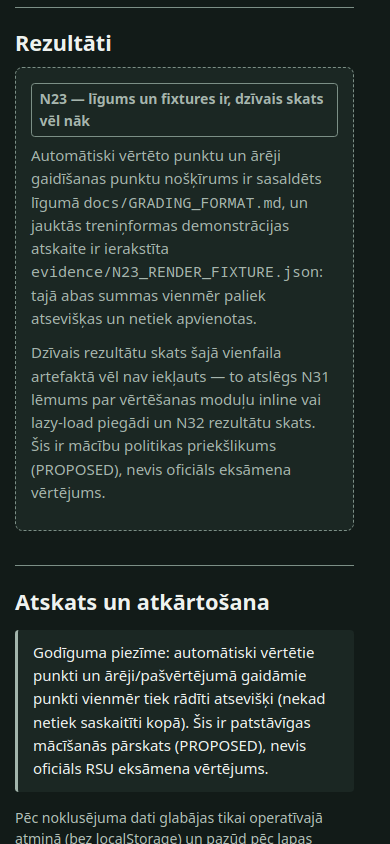 Rezultāti
N23 — līgums un fixtures ir, dzīvais skats
vēl nāk
Automātiski vērtēto punktu un ārēji
gaidīšanas punktu nošķīrums ir sasaldēts
līgumā docs/GRADING_FORMAT.md, un
jauktās treniņformas demonstrācijas
atskaite ir ierakstīta
evidence/N23_RENDER_FIXTURE.json:
tajā abas summas vienmēr paliek
atsevišķas un netiek apvienotas.
Dzīvais rezultātu skats šajā vienfaila
artefaktā vēl nav iekļauts — to atslēgs N31
lēmums par vērtēšanas moduļu inline vai
lazy-load piegādi un N32 rezultātu skats.
Šis ir mācību politikas priekšlikums
(PROPOSED), nevis oficiāls eksāmena
vērtējums.
Atskats un atkārtošana
Godīguma piezīme: automātiski vērtētie
punkti un ārēji/pašvērtējumā gaidāmie
punkti vienmēr tiek rādīti atsevišķi (nekad
netiek saskaitīti kopā). Šis ir patstāvīgas
mācīšanās pārskats (PROPOSED), nevis
oficiāls RSU eksāmena vērtējums.
Pēc noklusējuma dati glabājas tikai operatīvajā
atmiņā (bez localStorage) un pazūd pēc lapas